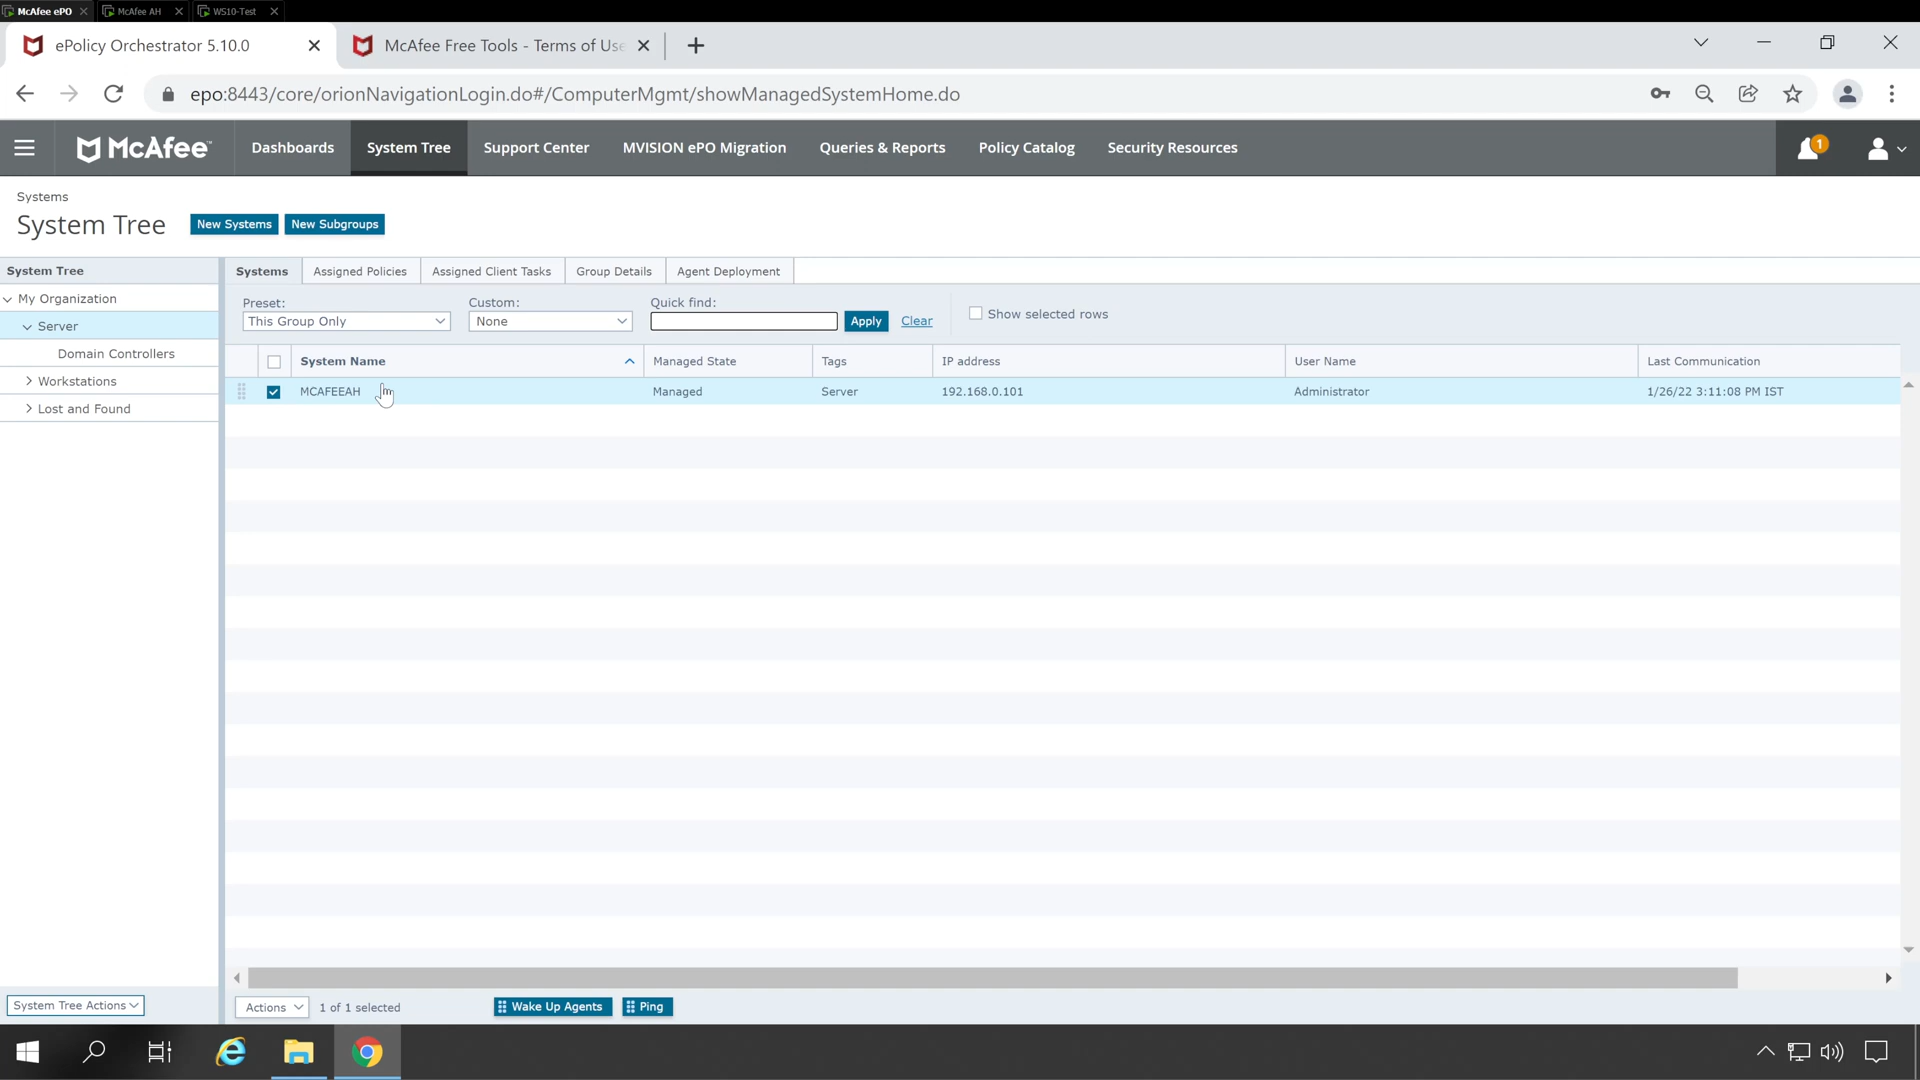 McAfee ePO
McAfee AH
WS10-Test
ePolicy Orchestrator 5.10.0
McAfee Free Tools - Terms of Use
epo:8443/core/orionNavigationLogin.do#/ComputerMgmt/showManagedSystemHome.do
McAfee™
Dashboards
System Tree
Support Center
MVISION ePO Migration
Queries & Reports
Policy Catalog
Security Resources
1
Systems
System Tree
New Systems
New Subgroups
System Tree
Systems
Assigned Policies
Assigned Client Tasks
Group Details
Agent Deployment
My Organization
Server
Domain Controllers
Workstations
Lost and Found
Preset:
This Group Only
Custom:
None
Quick find:
Apply
Clear
Show selected rows
System Name
Managed State
Tags
IP address
User Name
Last Communication
MCAFEEAH
Managed
Server
192.168.0.101
Administrator
1/26/22 3:11:08 PM IST
System Tree Actions
Actions
1 of 1 selected
Wake Up Agents
Ping